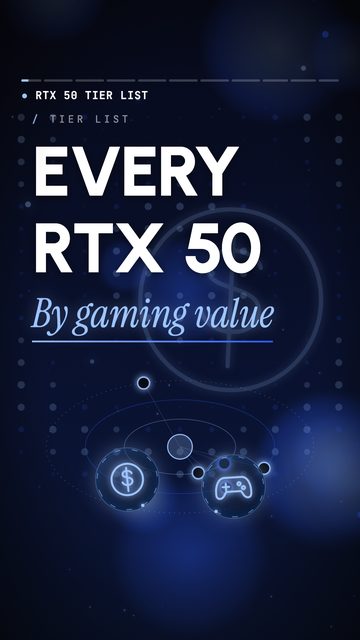 RTX 50 TIER LIST
/ TIER LIST
EVERY
RTX 50
By gaming value
$
$